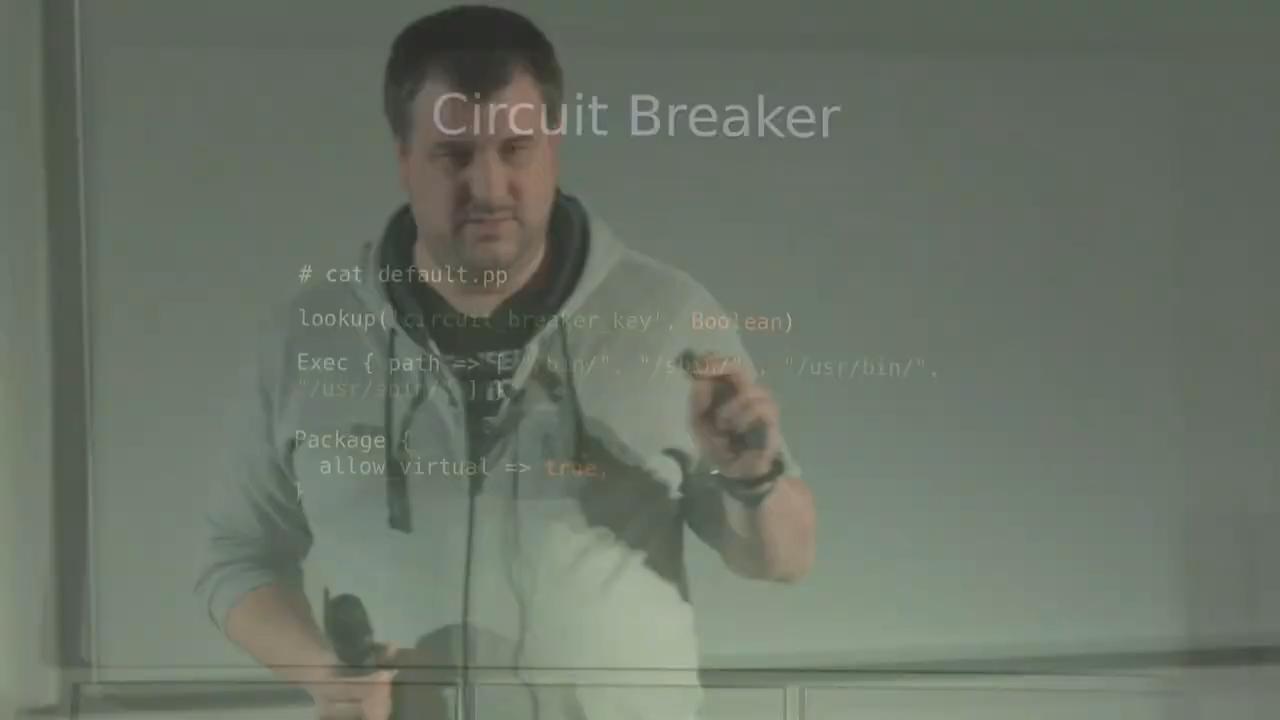 Circuit Breaker
# cat default.pp
lookup('circuit_breaker_key', Boolean)
Exec { path => [ "/bin/", "/sbin/" , "/usr/bin/",
"/usr/sbin/" ] }
Package {
allow_virtual => true,
}